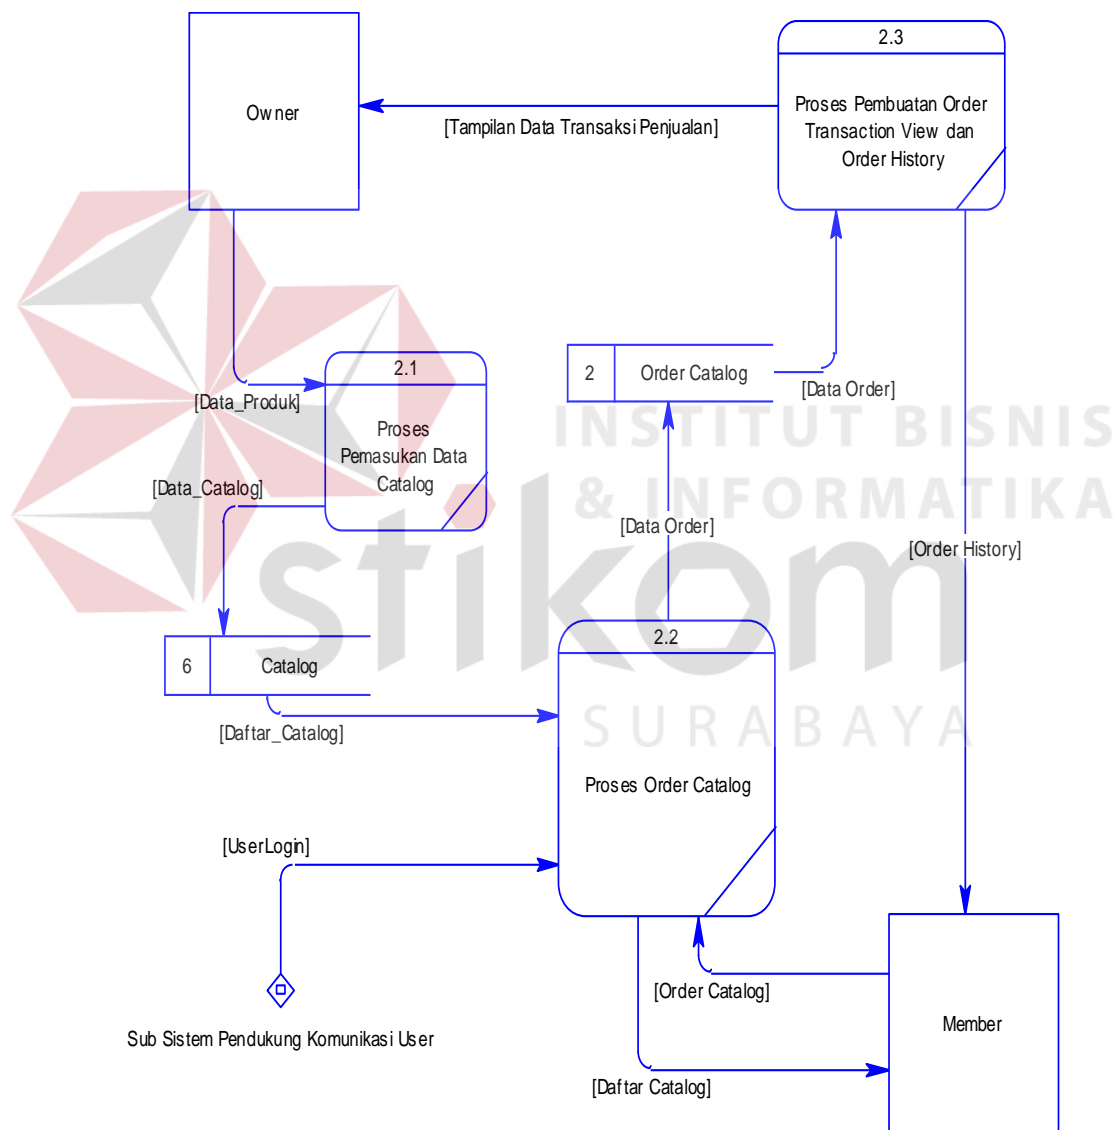 2.3
Owner
Proses Pembuatan Order
Transaction View dan
Order History
[Tampilan Data Transaksi Penjualan]
2.1
2
Order Catalog
[Data Order]
[Data_Produk]
Proses
Pemasukan Data
Catalog
INSTITUT BISNIS
& INFORMATIKA
[Data_Catalog]
[Data Order]
[Order History]
stikom
2.2
6
Catalog
SURABAYA
[Daftar_Catalog]
Proses Order Catalog
[UserLogin]
[Order Catalog]
Member
Sub Sistem Pendukung Komunikasi User
[Daftar Catalog]